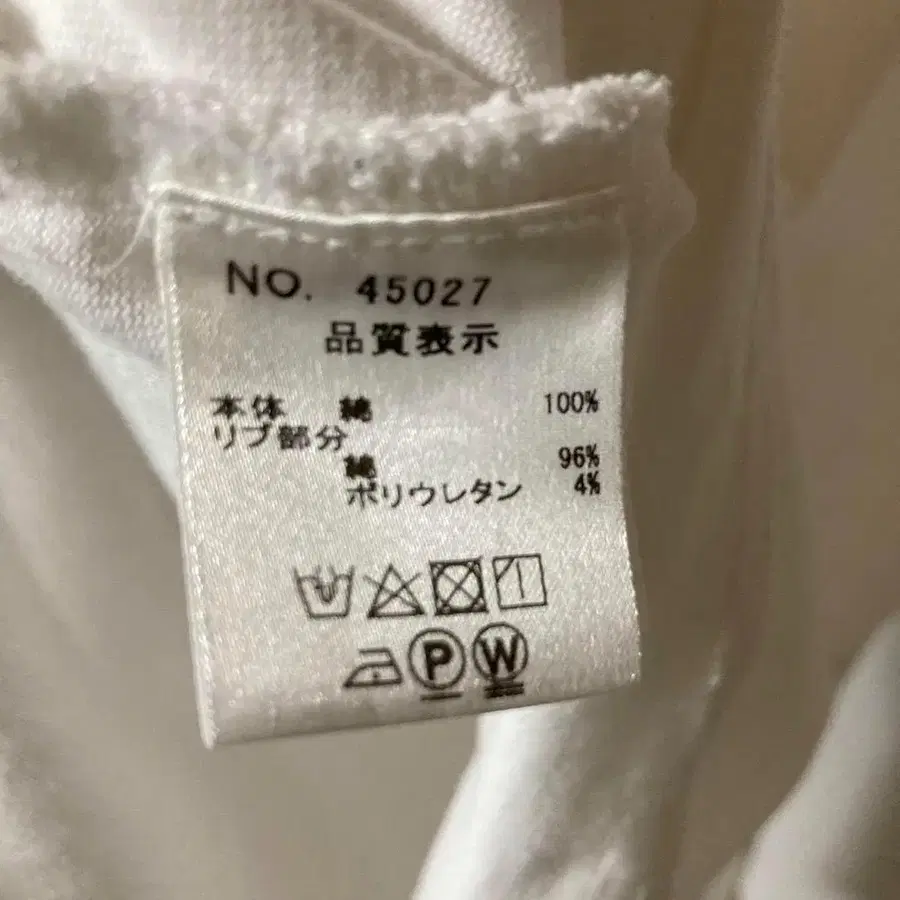 NO. 45027
品質表示
本体 綿 100%
リブ部分
綿 96%
ポリウレタン 4%
P W